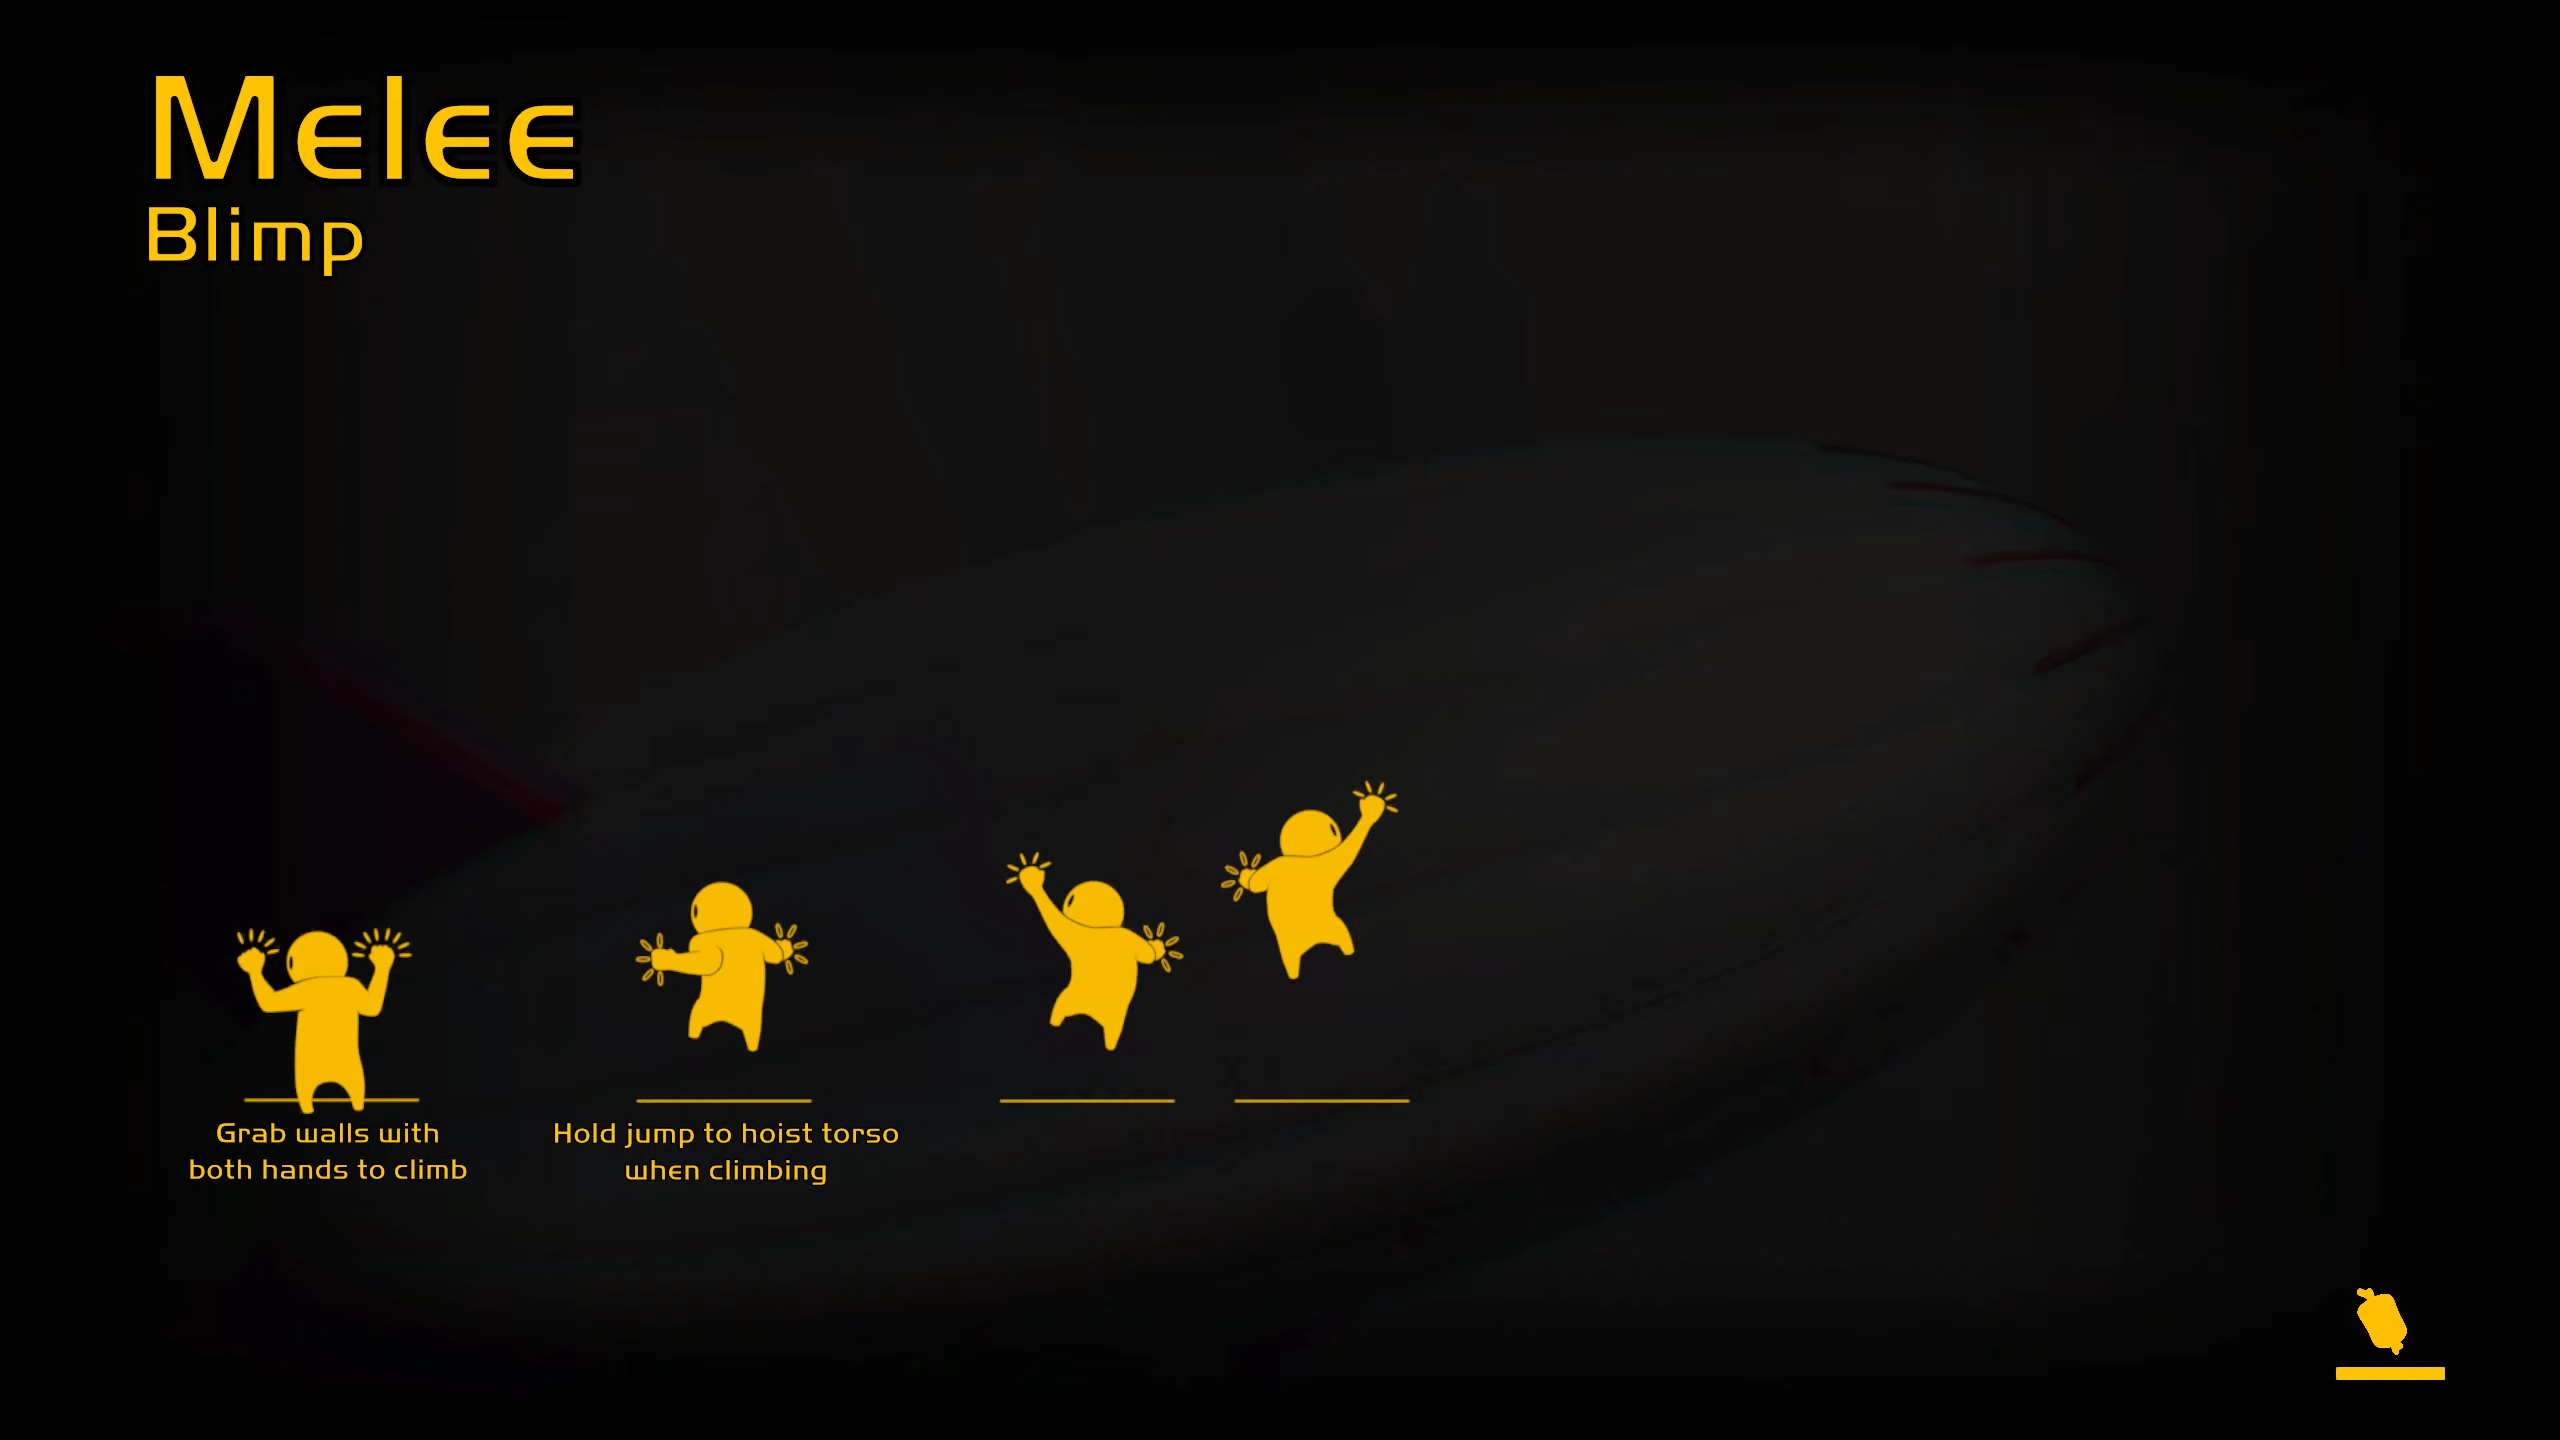 Melee
Blimp
Grab walls with
both hands to climb
Hold jump to hoist torso
when climbing